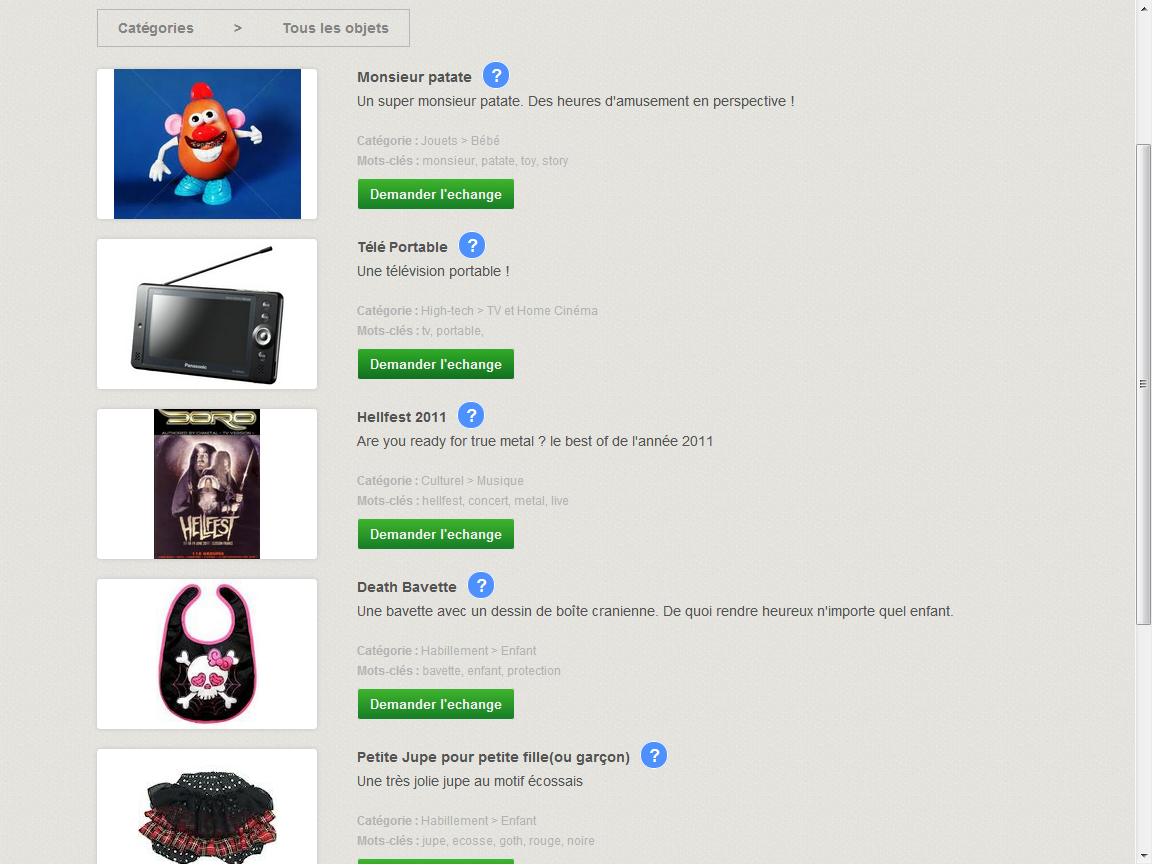 Catégories > Tous les objets
Monsieur patate ?
Un super monsieur patate. Des heures d'amusement en perspective !
Catégorie : Jouets > Bébé
Mots-clés : monsieur, patate, toy, story
Demander l'echange
Panasonic
Télé Portable ?
Une télévision portable !
Catégorie : High-tech > TV et Home Cinéma
Mots-clés : tv, portable,
Demander l'echange
DORO
HELLFEST
Hellfest 2011 ?
Are you ready for true metal ? le best of de l'année 2011
Catégorie : Culturel > Musique
Mots-clés : hellfest, concert, metal, live
Demander l'echange
Death Bavette ?
Une bavette avec un dessin de boîte cranienne. De quoi rendre heureux n'importe quel enfant.
Catégorie : Habillement > Enfant
Mots-clés : bavette, enfant, protection
Demander l'echange
Petite Jupe pour petite fille(ou garçon) ?
Une très jolie jupe au motif écossais
Catégorie : Habillement > Enfant
Mots-clés : jupe, ecosse, goth, rouge, noire